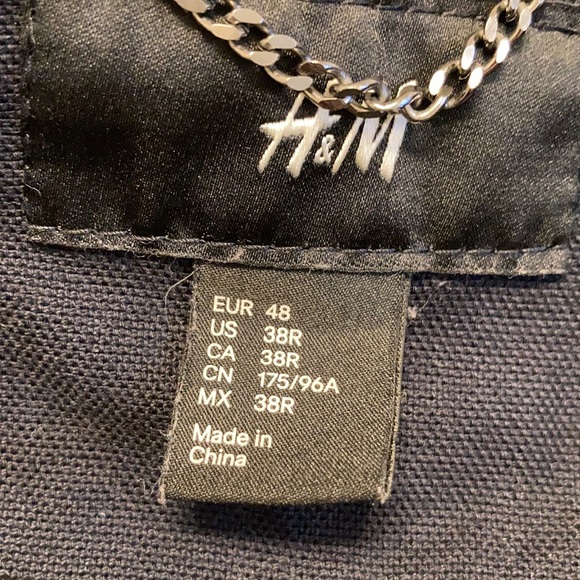 H&M
EUR 48
US 38R
CA 38R
CN 175/96A
MX 38R
Made in
China